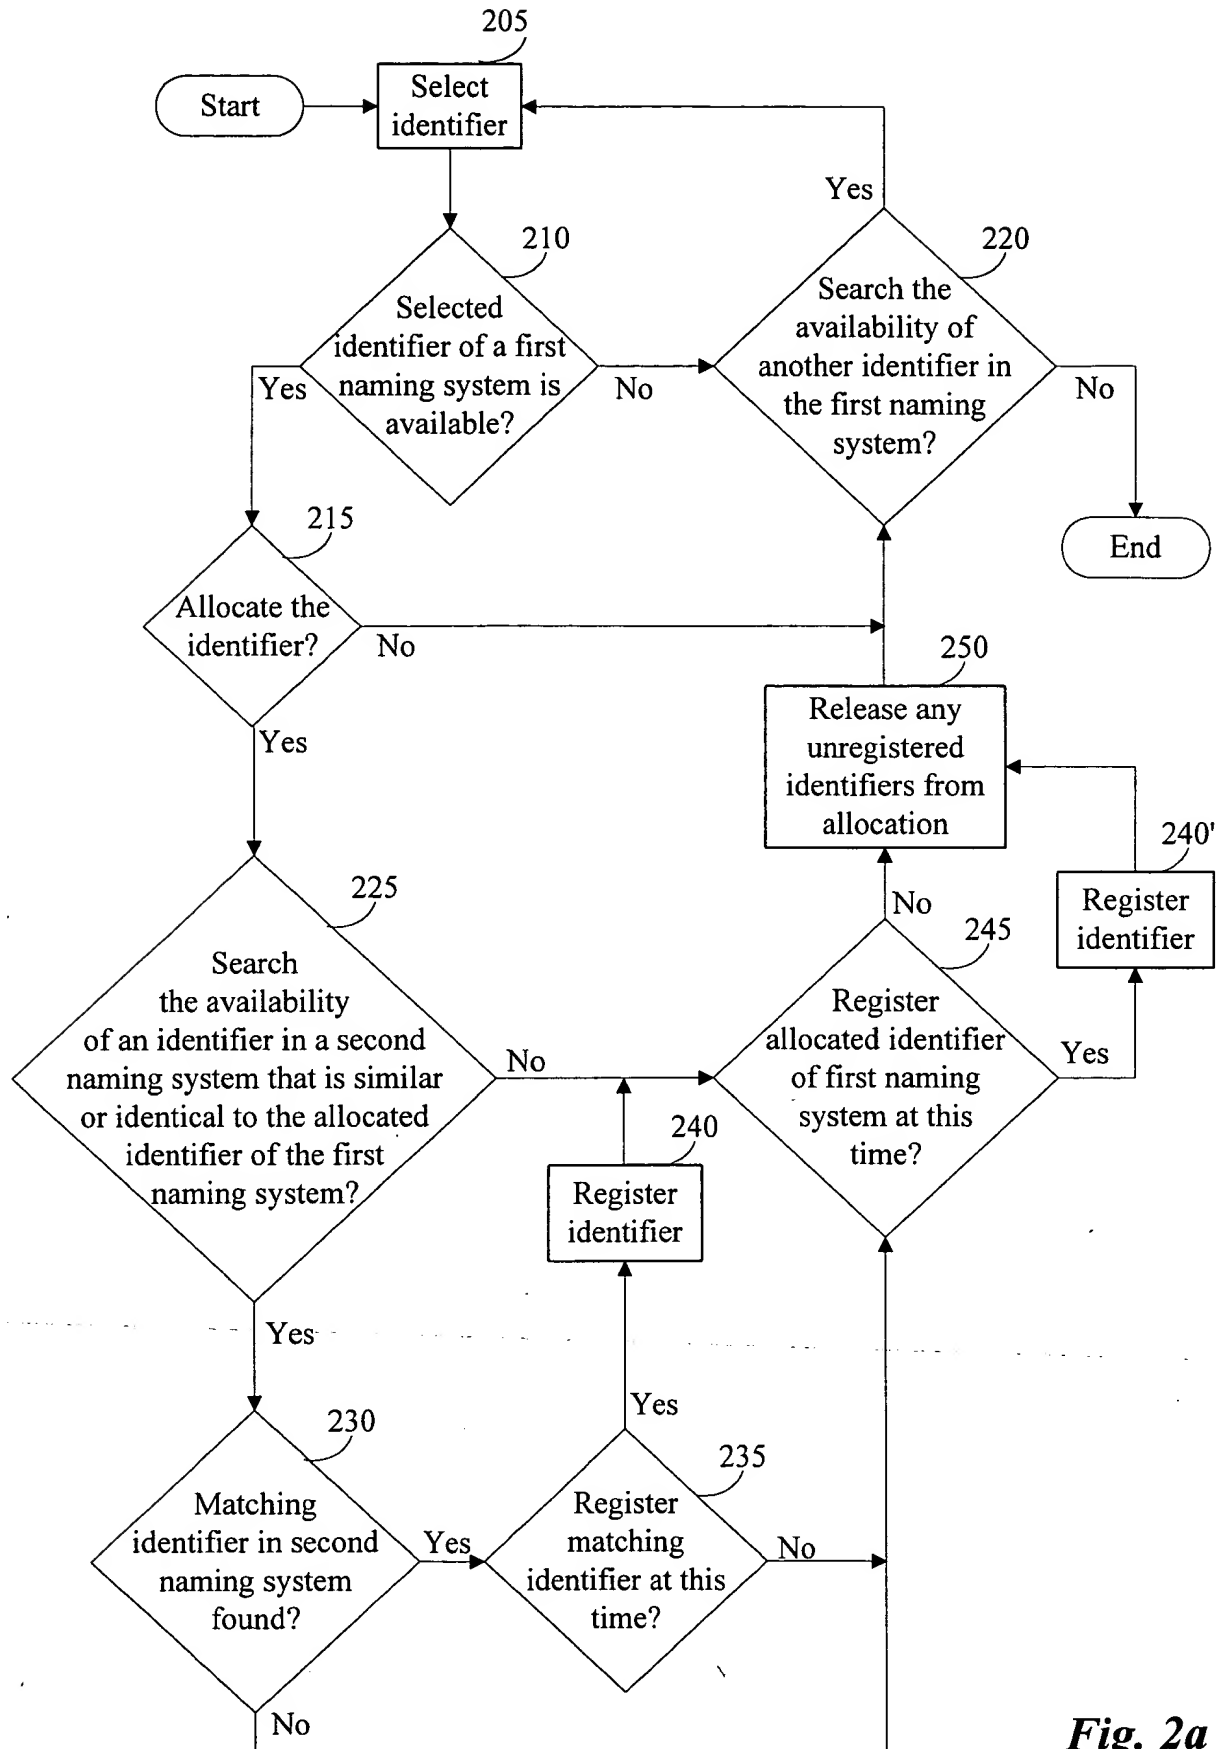 205
Start
Select
identifier
Yes
210
220
Selected
identifier of a first
naming system is
available?
Search the
availability of
another identifier in
the first naming
system?
Yes
No
No
215
End
Allocate the
identifier?
No
250
Yes
Release any
unregistered
identifiers from
allocation
240'
225
No
Register
identifier
245
Search
the availability
of an identifier in a second
naming system that is similar
or identical to the allocated
identifier of the first
naming system?
No
Register
allocated identifier
of first naming
system at this
time?
Yes
240
Register
identifier
Yes
Yes
230
235
Matching
identifier in second
naming system
found?
Yes
Register
matching
identifier at this
time?
No
No
Fig. 2a